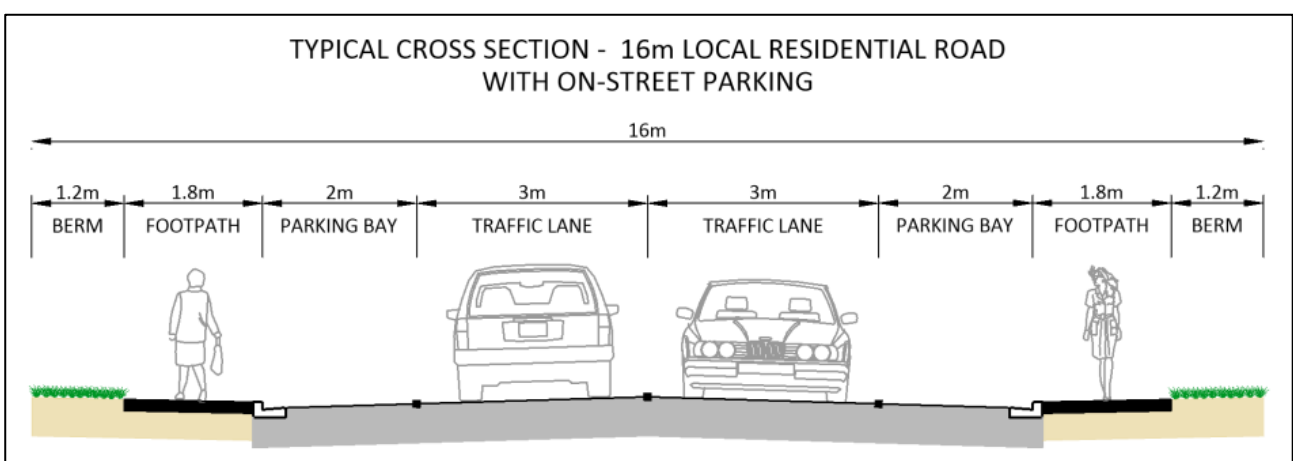 TYPICAL CROSS SECTION - 16m LOCAL RESIDENTIAL ROAD
WITH ON-STREET PARKING
16m
1.2m 1.8m 2m 3m 3m 2m 1.8m 1.2m
BERM FOOTPATH PARKING BAY TRAFFIC LANE TRAFFIC LANE PARKING BAY FOOTPATH BERM